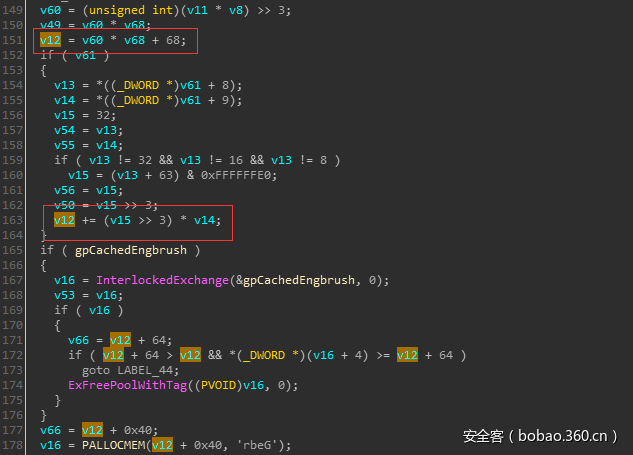 149 v60 = (unsigned int)(v11 * v8) >> 3;
150 v49 = v60 * v68;
151 v12 = v60 * v68 + 68;
152 if ( v61 )
153 {
154 v13 = *((_DWORD *)v61 + 8);
155 v14 = *((_DWORD *)v61 + 9);
156 v15 = 32;
157 v54 = v13;
158 v55 = v14;
159 if ( v13 != 32 && v13 != 16 && v13 != 8 )
160 v15 = (v13 + 63) & 0xFFFFFFE0;
161 v56 = v15;
162 v50 = v15 >> 3;
163 v12 += (v15 >> 3) * v14;
164 }
165 if ( gpCachedEngbrush )
166 {
167 v16 = InterlockedExchange(&gpCachedEngbrush, 0);
168 v53 = v16;
169 if ( v16 )
170 {
171 v66 = v12 + 64;
172 if ( v12 + 64 > v12 && *(_DWORD *)(v16 + 4) >= v12 + 64 )
173 goto LABEL_44;
174 ExFreePoolWithTag((PVOID)v16, 0);
175 }
176 }
177 v66 = v12 + 0x40;
178 v16 = PALLOCMEM(v12 + 0x40, 'rbeG');
安全客（bobao.360.cn）